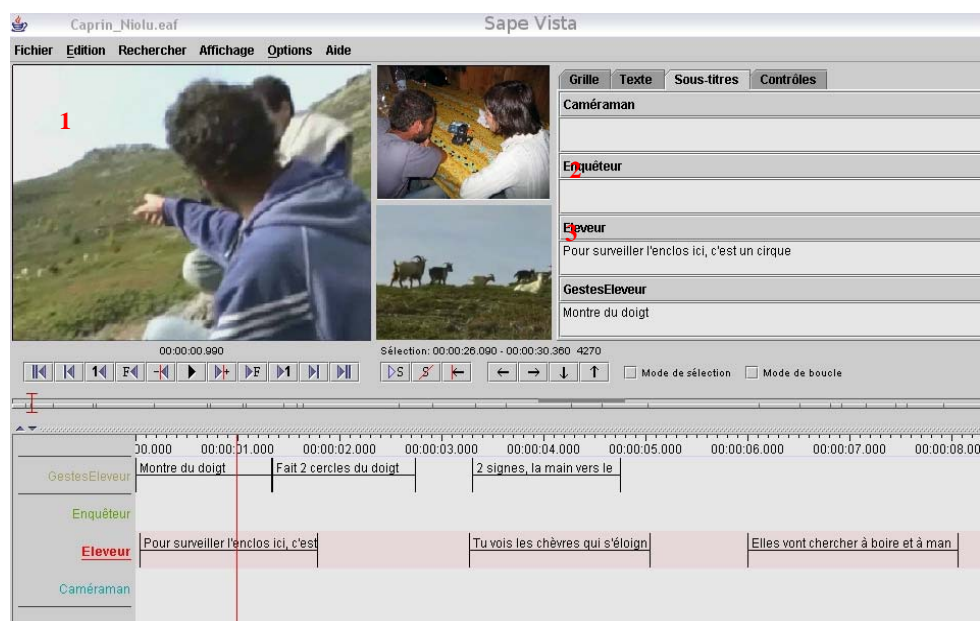 Caprin_Niolu.eaf
Sape Vista
Fichier Edition Rechercher Affichage Options Aide
1
Grille Texte Sous-titres Contrôles
Caméraman
Enquêteur
2
Eleveur
3
Pour surveiller l'enclos ici, c'est un cirque
GestesEleveur
Montre du doigt
00:00:00.990
Sélection: 00:00:26.090 - 00:00:30.360 4270
1 F - + F 1
S S
Mode de sélection Mode de boucle
00.000 00:00:01.000 00:00:02.000 00:00:03.000 00:00:04.000 00:00:05.000 00:00:06.000 00:00:07.000 00:00:08.00
GestesEleveur Montre du doigt Fait 2 cercles du doigt 2 signes, la main vers le
Enquêteur
Eleveur Pour surveiller l'enclos ici, c'est Tu vois les chèvres qui s'éloign Elles vont chercher à boire et à man
Caméraman